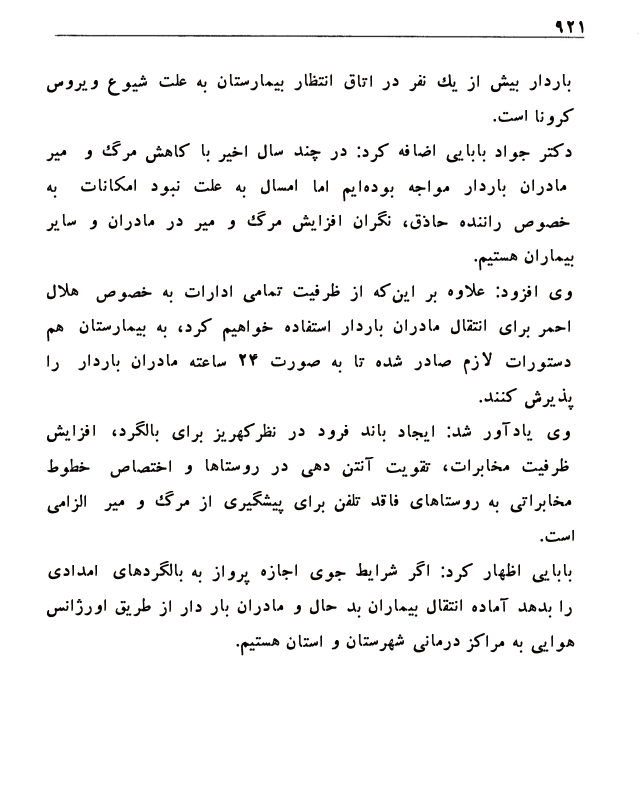 ۹۲۱
باردار بیش از یك نفر در اتاق انتظار بیمارستان به علت شیوع ویروس
کرونا است.
دکتر جواد بابایی اضافه کرد: در چند سال اخیر با کاهش مرگ و میر
مادران باردار مواجه بوده‌ایم اما امسال به علت نبود امکانات به
خصوص راننده حاذق، نگران افزایش مرگ و میر در مادران و سایر
بیماران هستیم.
وی افزود: علاوه بر این‌که از ظرفیت تمامی ادارات به خصوص هلال
احمر برای انتقال مادران باردار استفاده خواهیم کرد، به بیمارستان هم
دستورات لازم صادر شده تا به صورت ۲۴ ساعته مادران باردار را
پذیرش کنند.
وی یادآور شد: ایجاد باند فرود در نظرکهریز برای بالگرد، افزایش
ظرفیت مخابرات، تقویت آنتن دهی در روستاها و اختصاص خطوط
مخابراتی به روستاهای فاقد تلفن برای پیشگیری از مرگ و میر الزامی
است.
بابایی اظهار کرد: اگر شرایط جوی اجازه پرواز به بالگردهای امدادی
را بدهد آماده انتقال بیماران بد حال و مادران بار دار از طریق اورژانس
هوایی به مراکز درمانی شهرستان و استان هستیم.